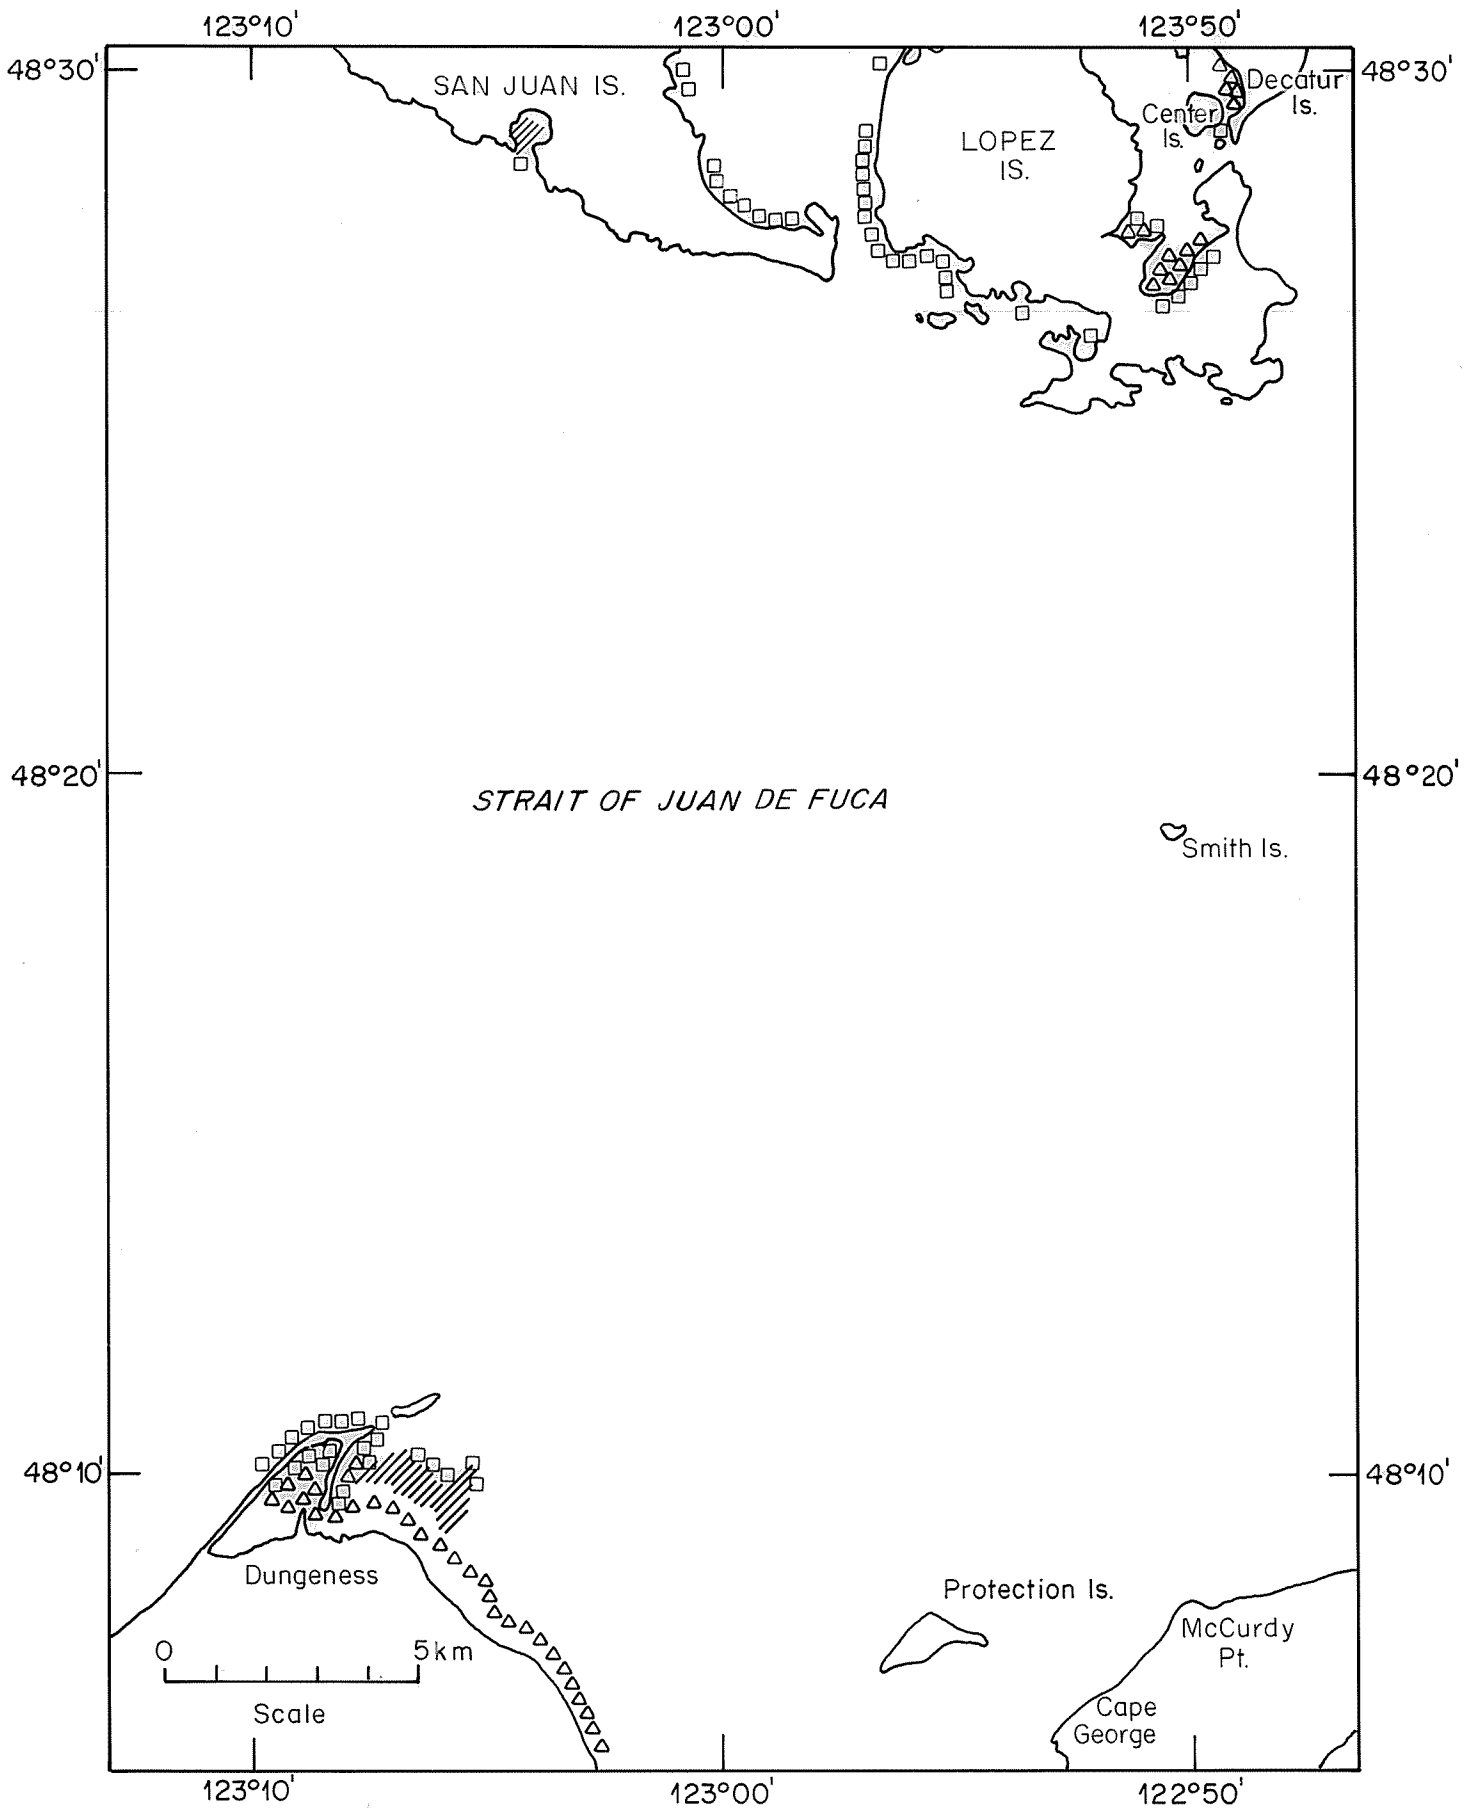 123°10'
123°00'
123°50'
48°30'
48°30'
SAN JUAN IS.
Decatur
Is.
Center
Is.
LOPEZ
IS.
48°20'
48°20'
STRAIT OF JUAN DE FUCA
Smith Is.
48°10'
48°10'
Dungeness
Protection Is.
McCurdy
Pt.
0
5km
Cape
George
Scale
123°10'
123°00'
122°50'